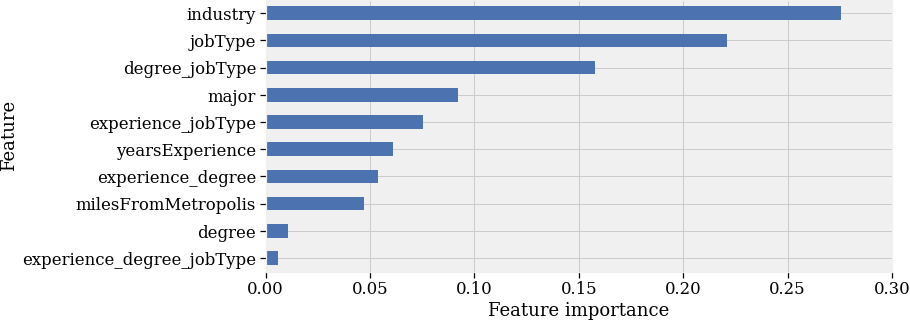 Feature
industry
jobType
degree_jobType
major
experience_jobType
yearsExperience
experience_degree
milesFromMetropolis
degree
experience_degree_jobType
0.00 0.05 0.10 0.15 0.20 0.25 0.30
Feature importance